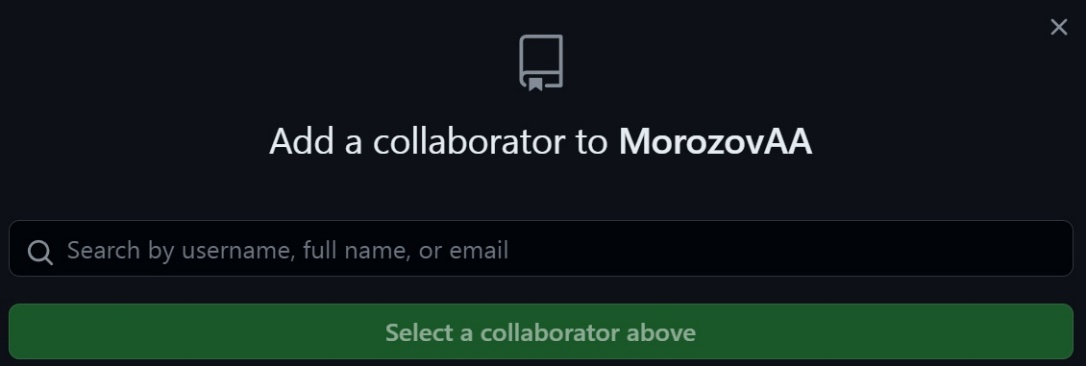 Add a collaborator to MorozovAA
Search by username, full name, or email
Select a collaborator above